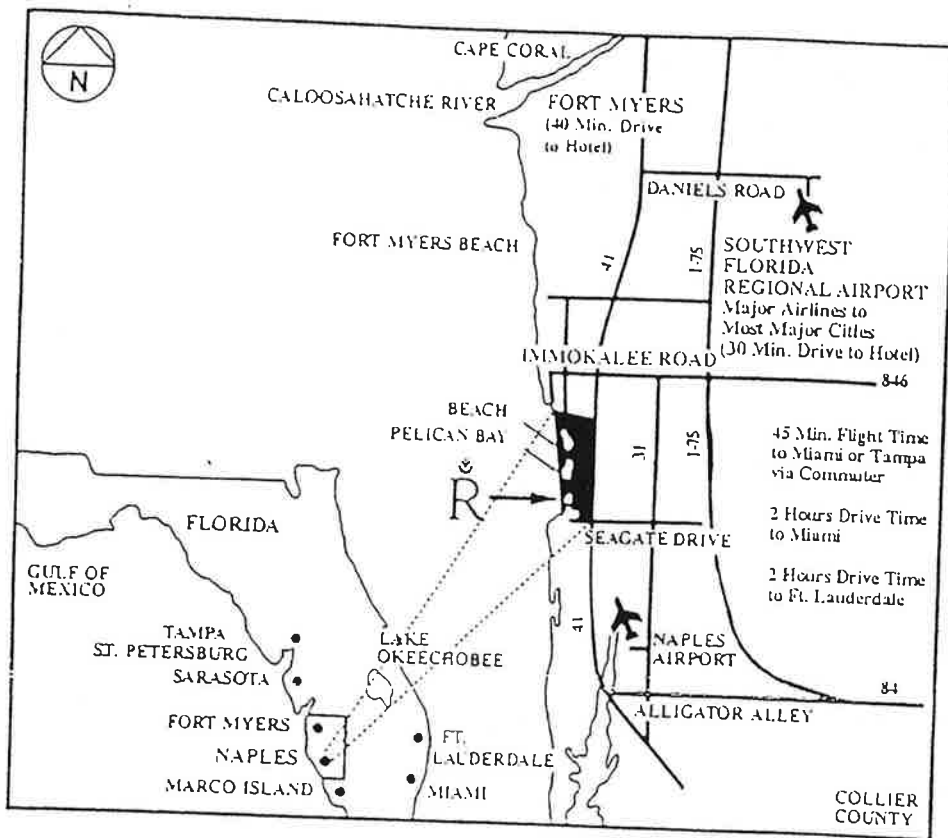 N
CAPE CORAL
CALOOSAHATCHE RIVER
FORT MYERS
(40 Min. Drive
to Hotel)
DANIELS ROAD
FORT MYERS BEACH
41
I-75
SOUTHWEST
FLORIDA
REGIONAL AIRPORT
Major Airlines to
Most Major Cities
(30 Min. Drive to Hotel)
IMMOKALEE ROAD
846
BEACH
PELICAN BAY
R
31
I-75
45 Min. Flight Time
to Miami or Tampa
via Commuter
2 Hours Drive Time
to Miami
2 Hours Drive Time
to Ft. Lauderdale
SEAGATE DRIVE
FLORIDA
GULF OF
MEXICO
41
NAPLES
AIRPORT
TAMPA
ST. PETERSBURG
SARASOTA
LAKE
OKEECHOBEE
84
ALLIGATOR ALLEY
FORT MYERS
NAPLES
MARCO ISLAND
FT.
LAUDERDALE
MIAMI
COLLIER
COUNTY